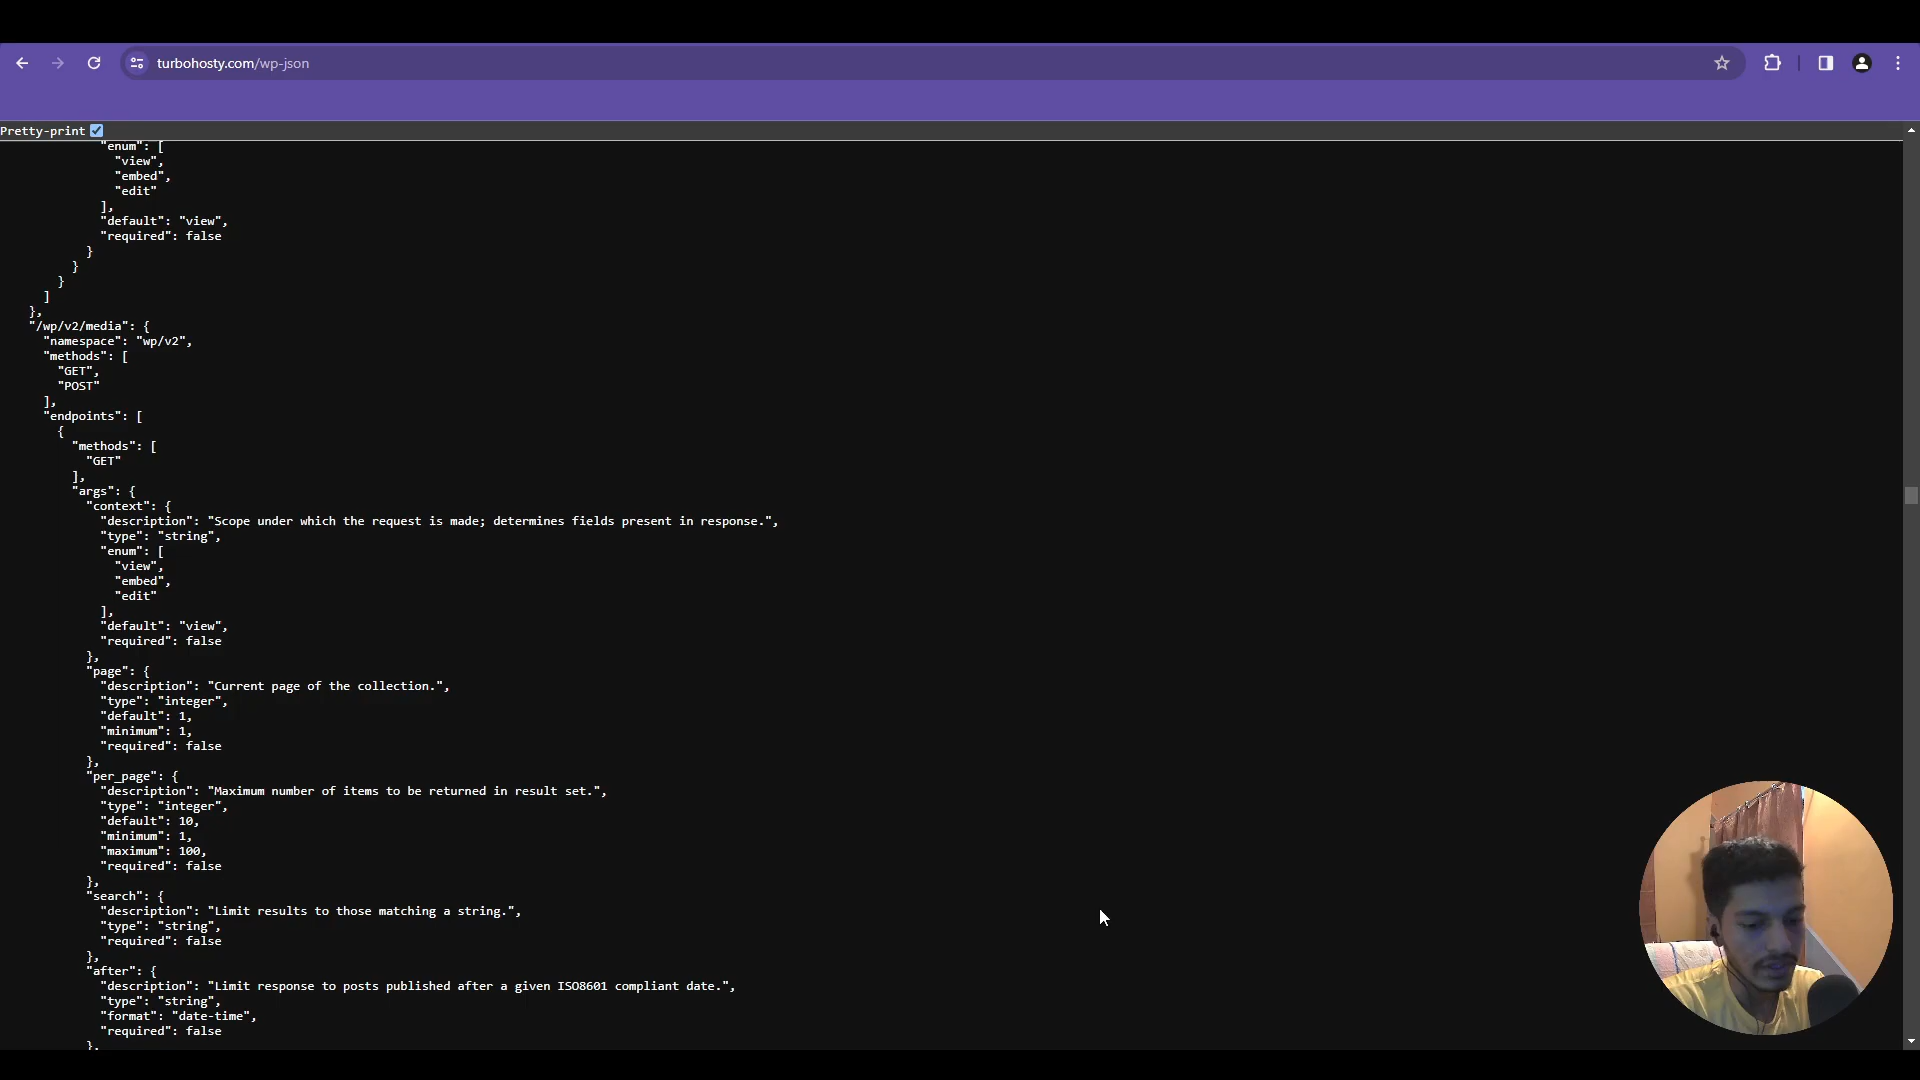 turbohosty.com/wp-json
Pretty-print
"enum": [
"view",
"embed",
"edit"
],
"default": "view",
"required": false
}
}
}
]
},
"/wp/v2/media": {
"namespace": "wp/v2",
"methods": [
"GET",
"POST"
],
"endpoints": [
{
"methods": [
"GET"
],
"args": {
"context": {
"description": "Scope under which the request is made; determines fields present in response.",
"type": "string",
"enum": [
"view",
"embed",
"edit"
],
"default": "view",
"required": false
},
"page": {
"description": "Current page of the collection.",
"type": "integer",
"default": 1,
"minimum": 1,
"required": false
},
"per_page": {
"description": "Maximum number of items to be returned in result set.",
"type": "integer",
"default": 10,
"minimum": 1,
"maximum": 100,
"required": false
},
"search": {
"description": "Limit results to those matching a string.",
"type": "string",
"required": false
},
"after": {
"description": "Limit response to posts published after a given ISO8601 compliant date.",
"type": "string",
"format": "date-time",
"required": false
},